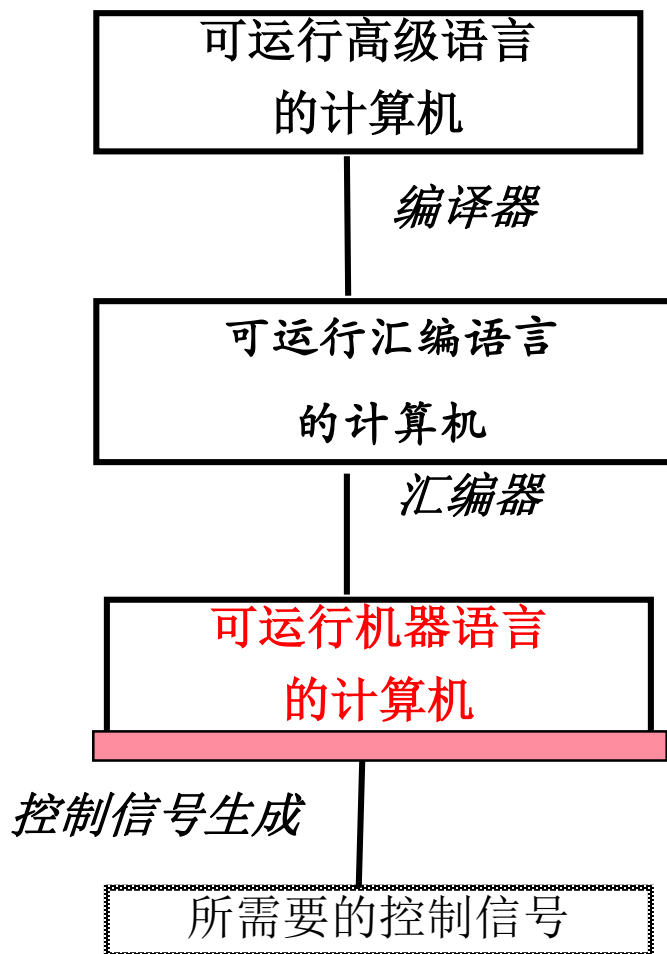 可运行高级语言
的计算机
编译器
可运行汇编语言
的计算机
汇编器
可运行机器语言
的计算机
控制信号生成
所需要的控制信号